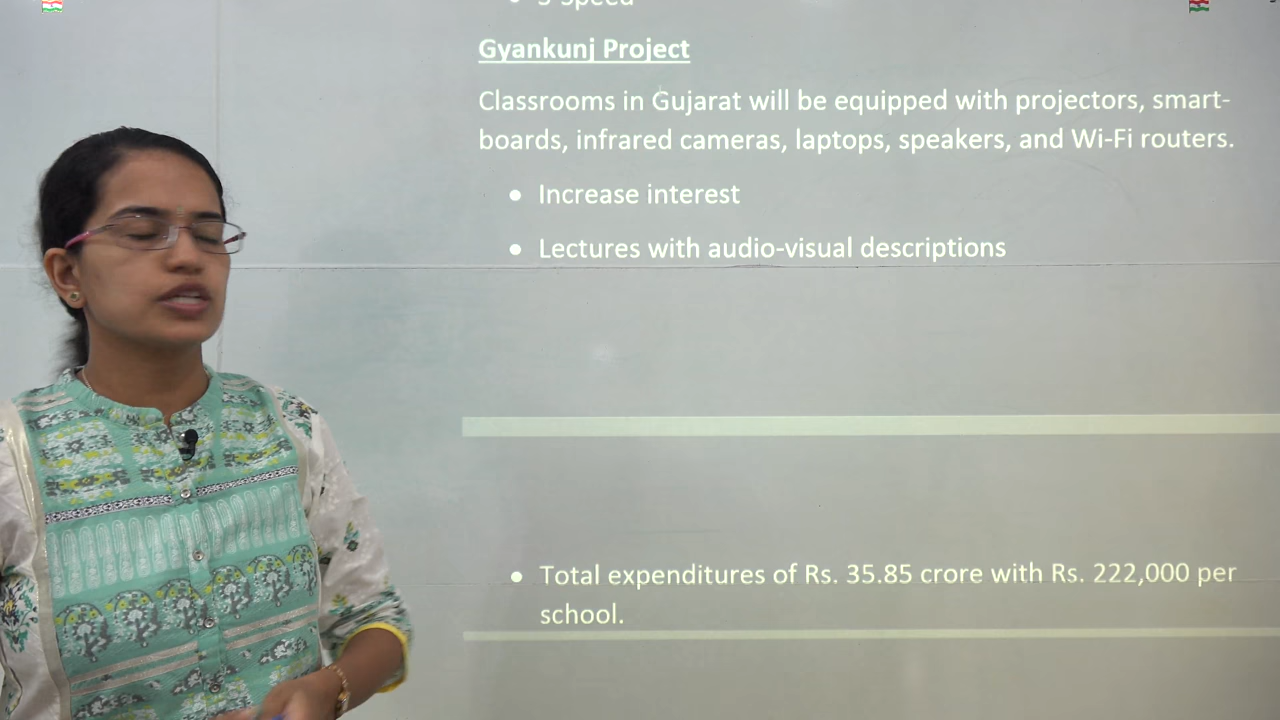 • 5 Speed
Gyankunj Project
Classrooms in Gujarat will be equipped with projectors, smart-
boards, infrared cameras, laptops, speakers, and Wi-Fi routers.
• Increase interest
• Lectures with audio-visual descriptions
• Total expenditures of Rs. 35.85 crore with Rs. 222,000 per
school.